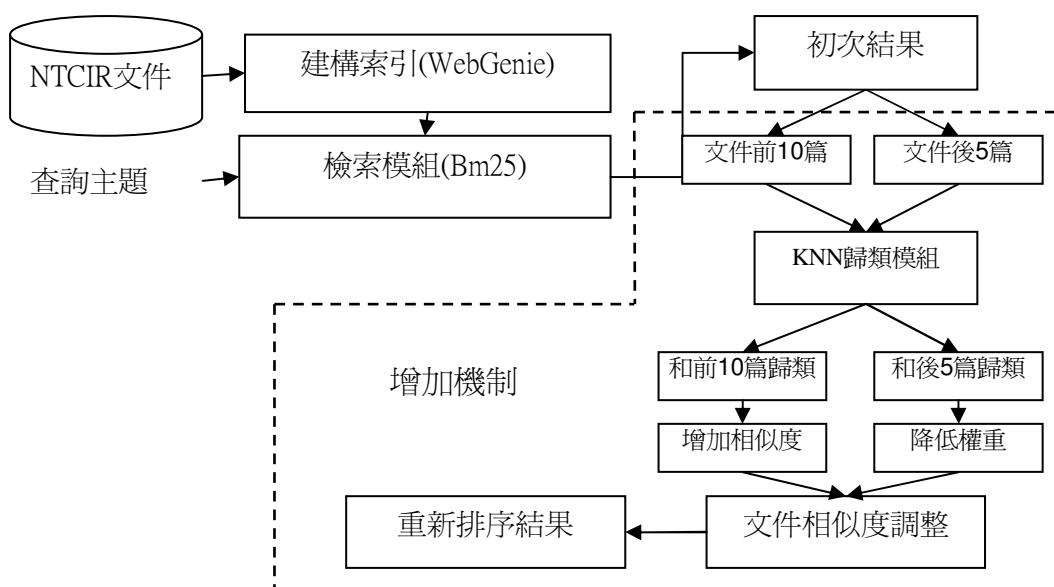 NTCIR文件
建構索引(WebGenie)
初次結果
查詢主題
檢索模組(Bm25)
文件前10篇
文件後5篇
KNN歸類模組
增加機制
和前10篇歸類
和後5篇歸類
增加相似度
降低權重
重新排序結果
文件相似度調整